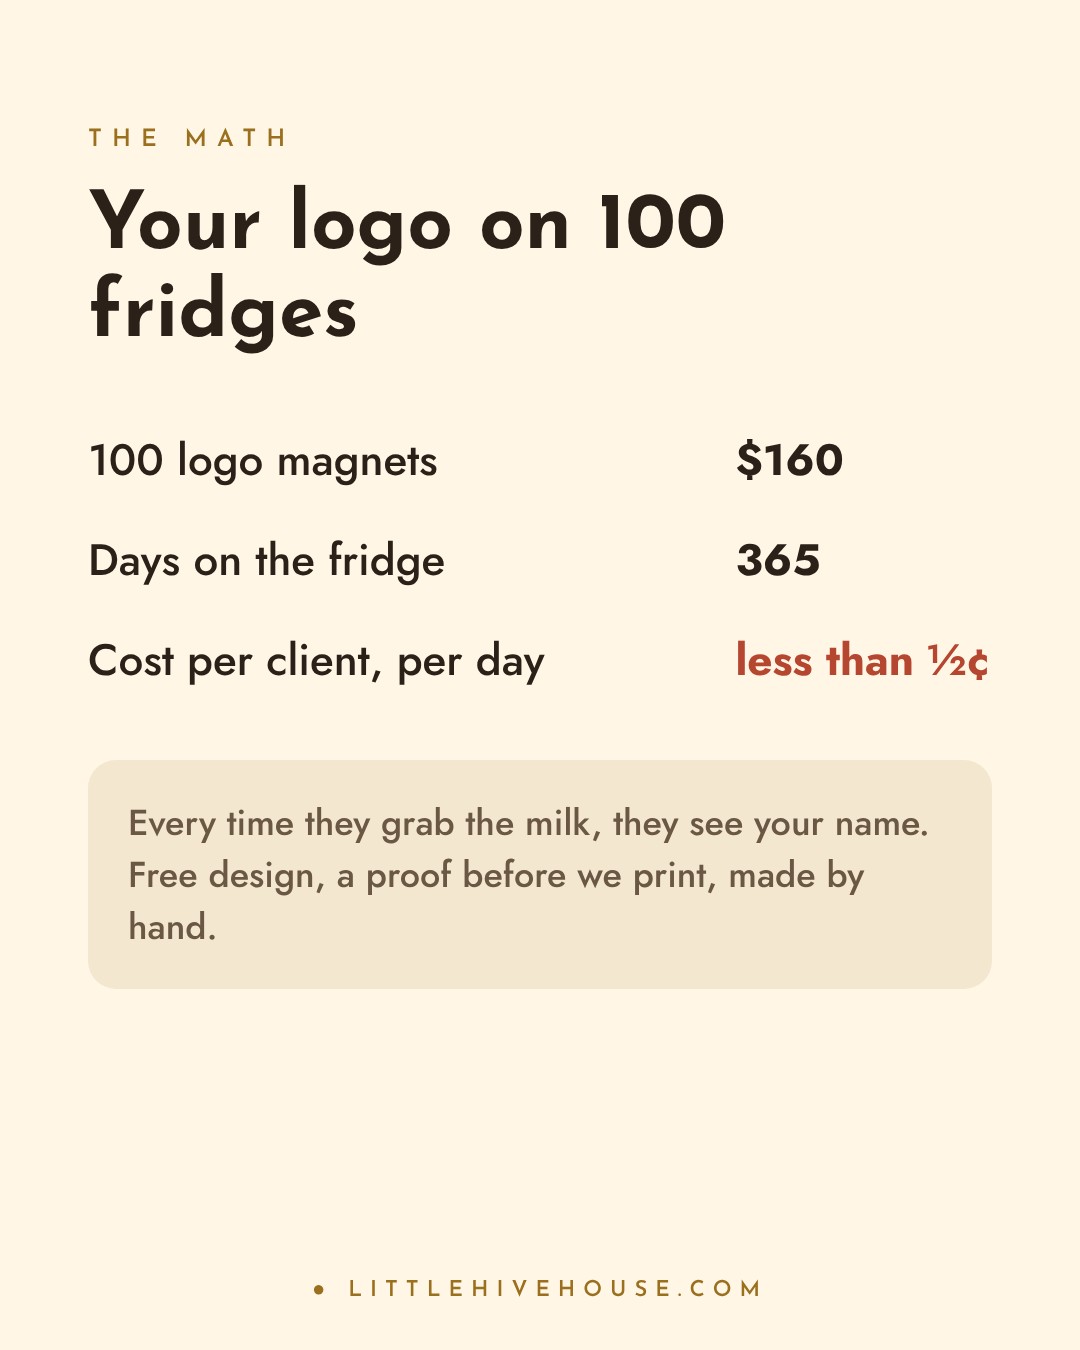 THE MATH
Your logo on 100
fridges
100 logo magnets $160
Days on the fridge 365
Cost per client, per day less than ½¢
Every time they grab the milk, they see your name.
Free design, a proof before we print, made by
hand.
• LITTLEHIVEHOUSE.COM